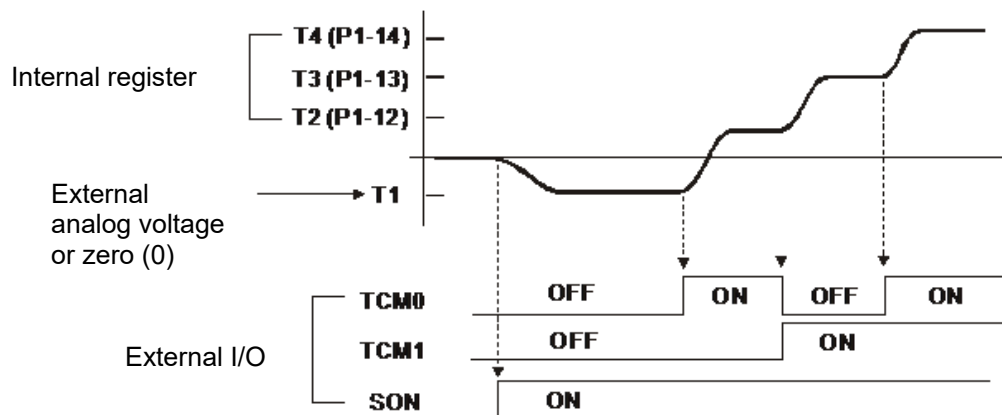 T4 (P1-14)
Internal register
T3 (P1-13)
T2 (P1-12)
External
analog voltage
or zero (0)
T1
TCM0 OFF ON OFF ON
TCM1 OFF ON
External I/O
SON ON